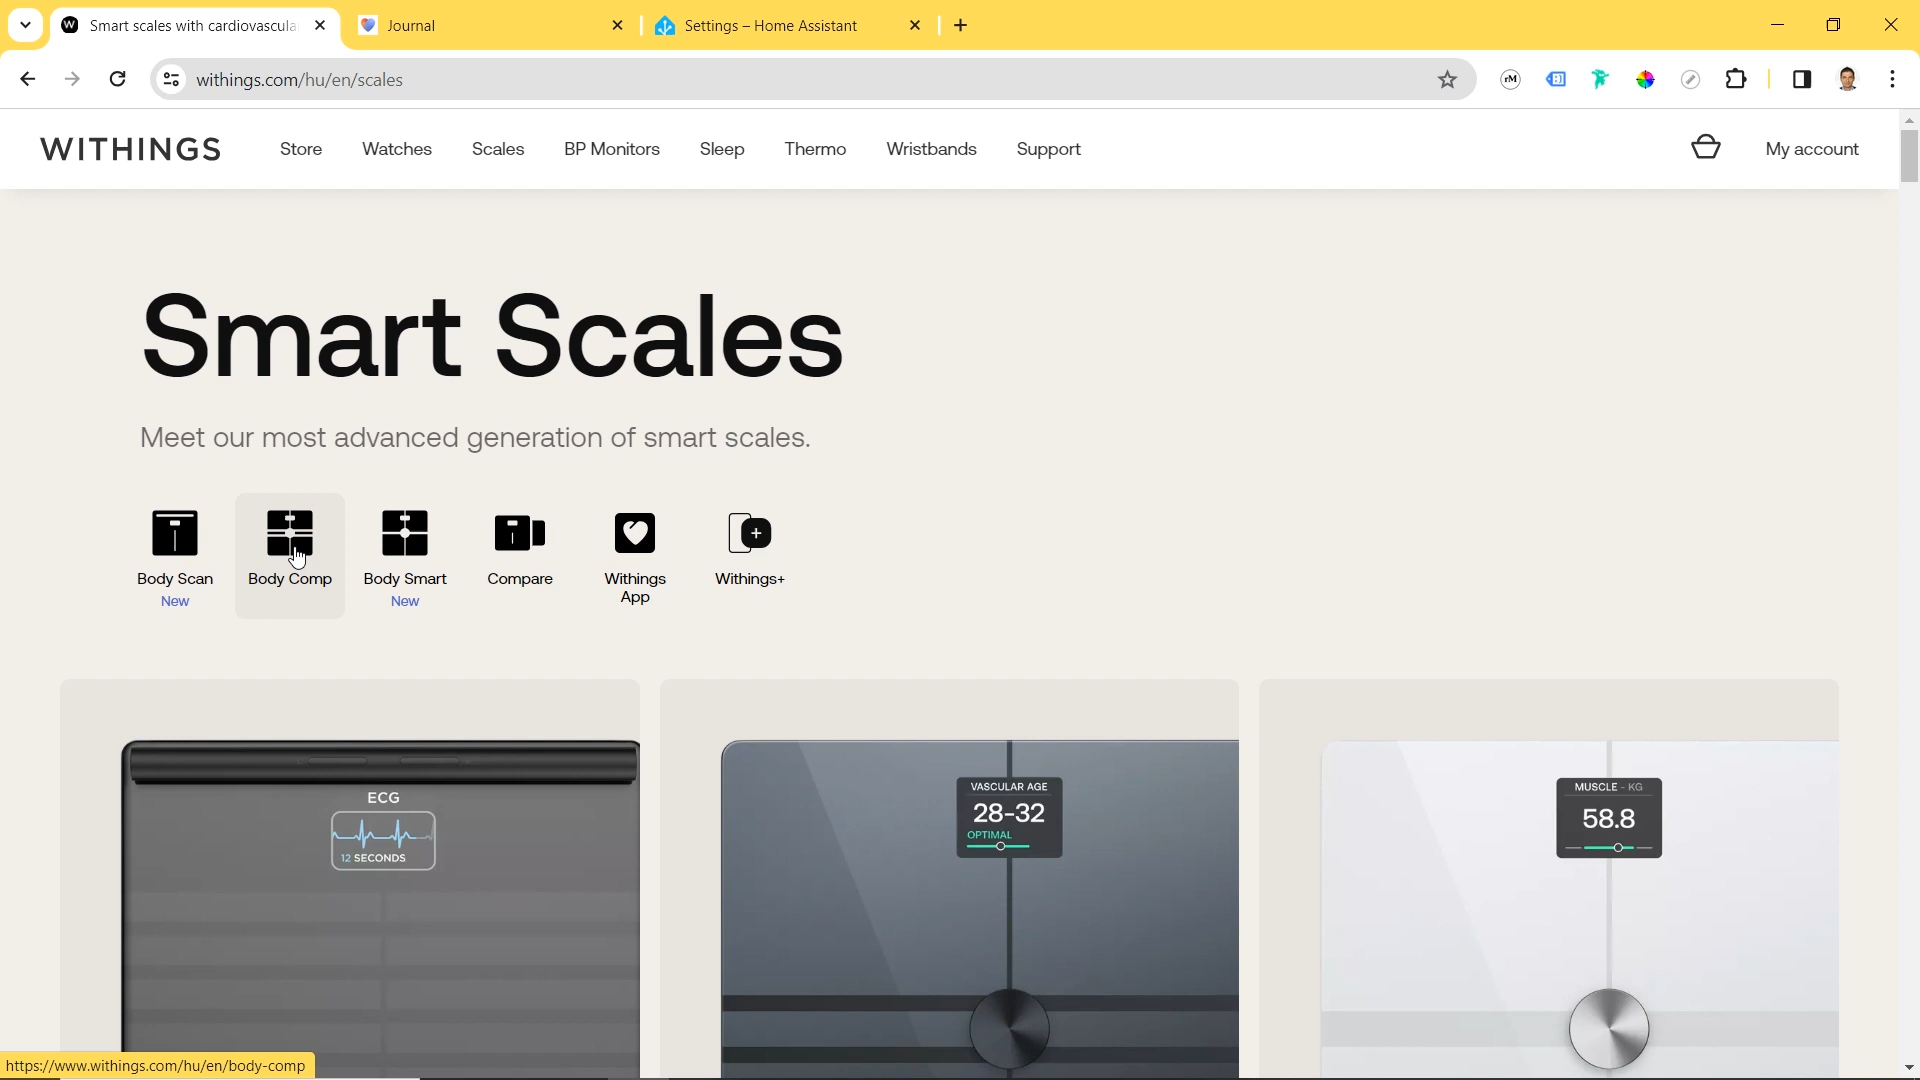 Smart scales with cardiovascula
Journal
Settings – Home Assistant
withings.com/hu/en/scales
rM
WITHINGS
Store
Watches
Scales
BP Monitors
Sleep
Thermo
Wristbands
Support
My account
Smart Scales
Meet our most advanced generation of smart scales.
Body Scan
New
Body Comp
Body Smart
New
Compare
Withings
App
Withings+
ECG
12 SECONDS
VASCULAR AGE
28-32
OPTIMAL
MUSCLE - KG
58.8
https://www.withings.com/hu/en/body-comp